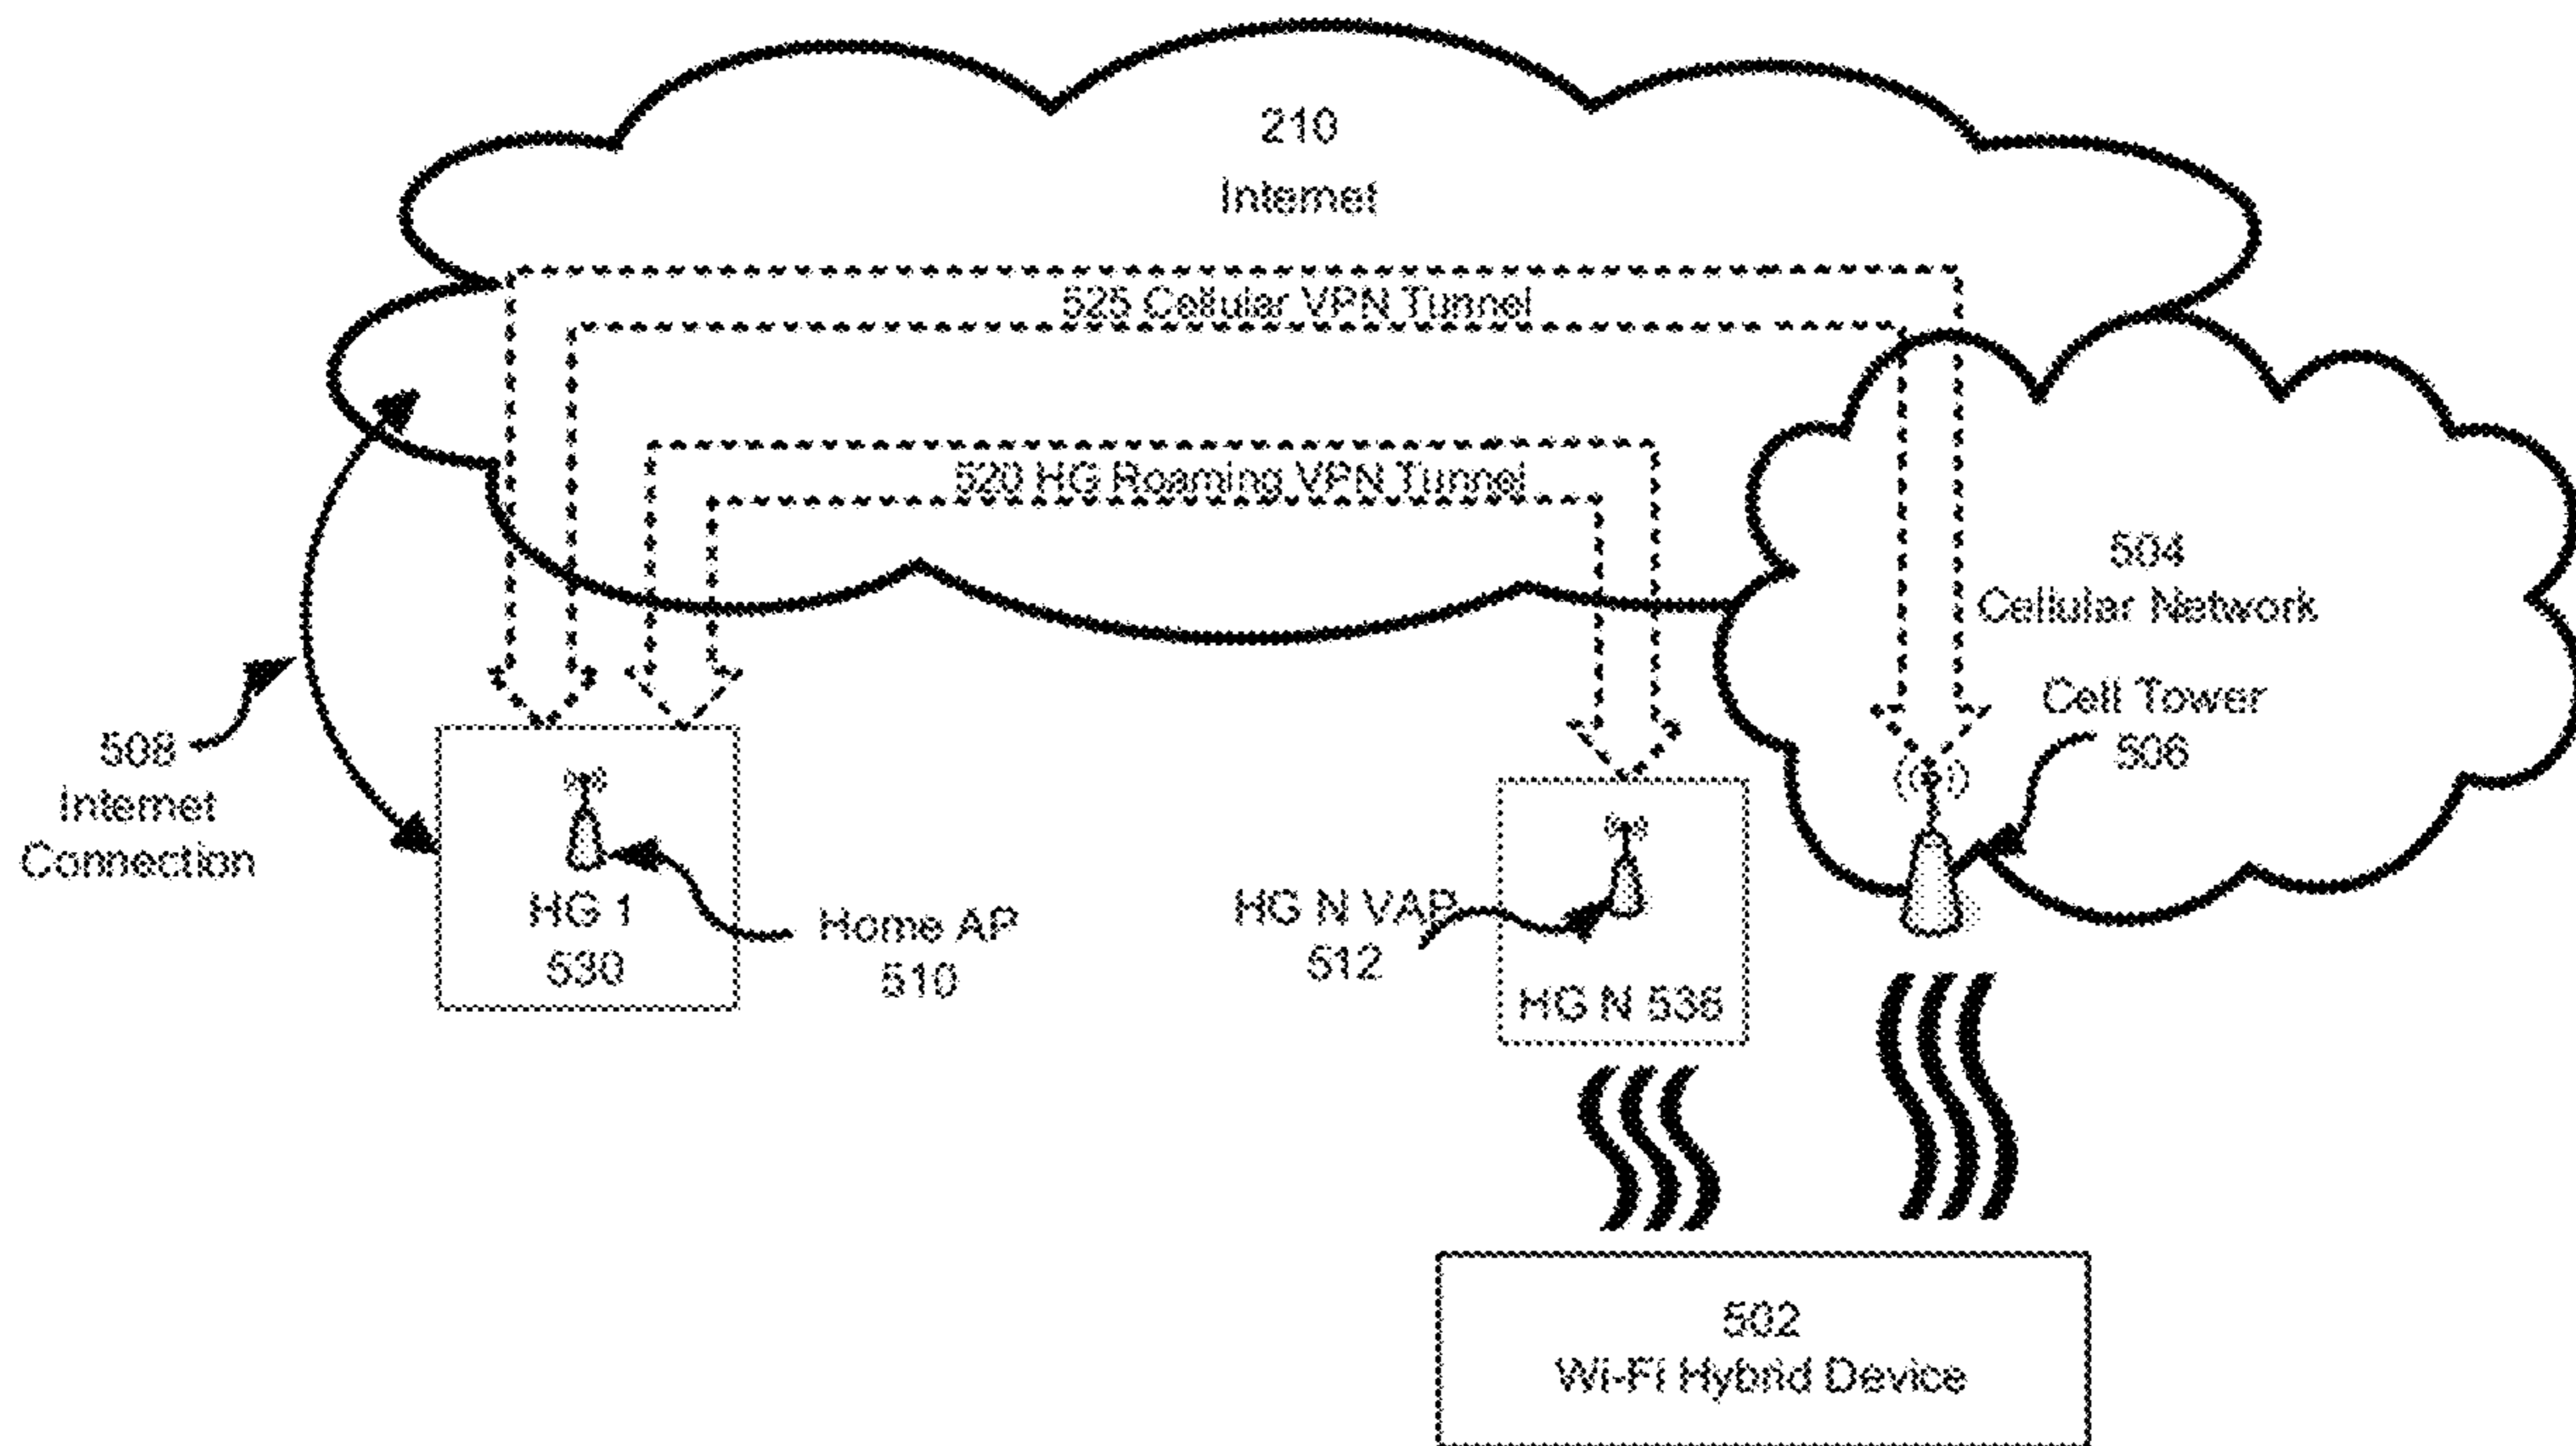 210
Internet
525 Cellular VPN Tunnel
520 HG Roaming VPN Tunnel
504
Cellular Network
Cell Tower
506
508
Internet
Connection
HG 1
530
Home AP
510
HG N VAP
512
HG N 535
502
Wi-Fi Hybrid Device